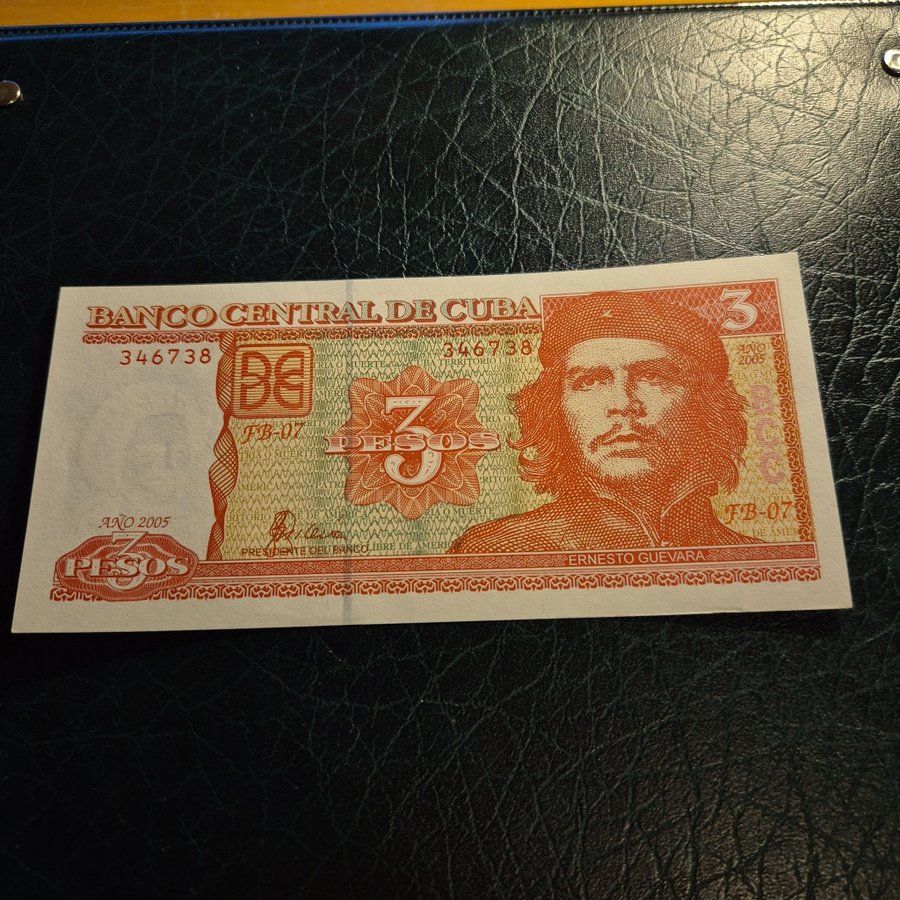 BANCO CENTRAL DE CUBA
3
346738
346738
AÑO
2005
BCC
FB-07
3
PESOS
FB-07
AÑO 2005
3
PESOS
PRESIDENTE DEL BANCO
ERNESTO GUEVARA